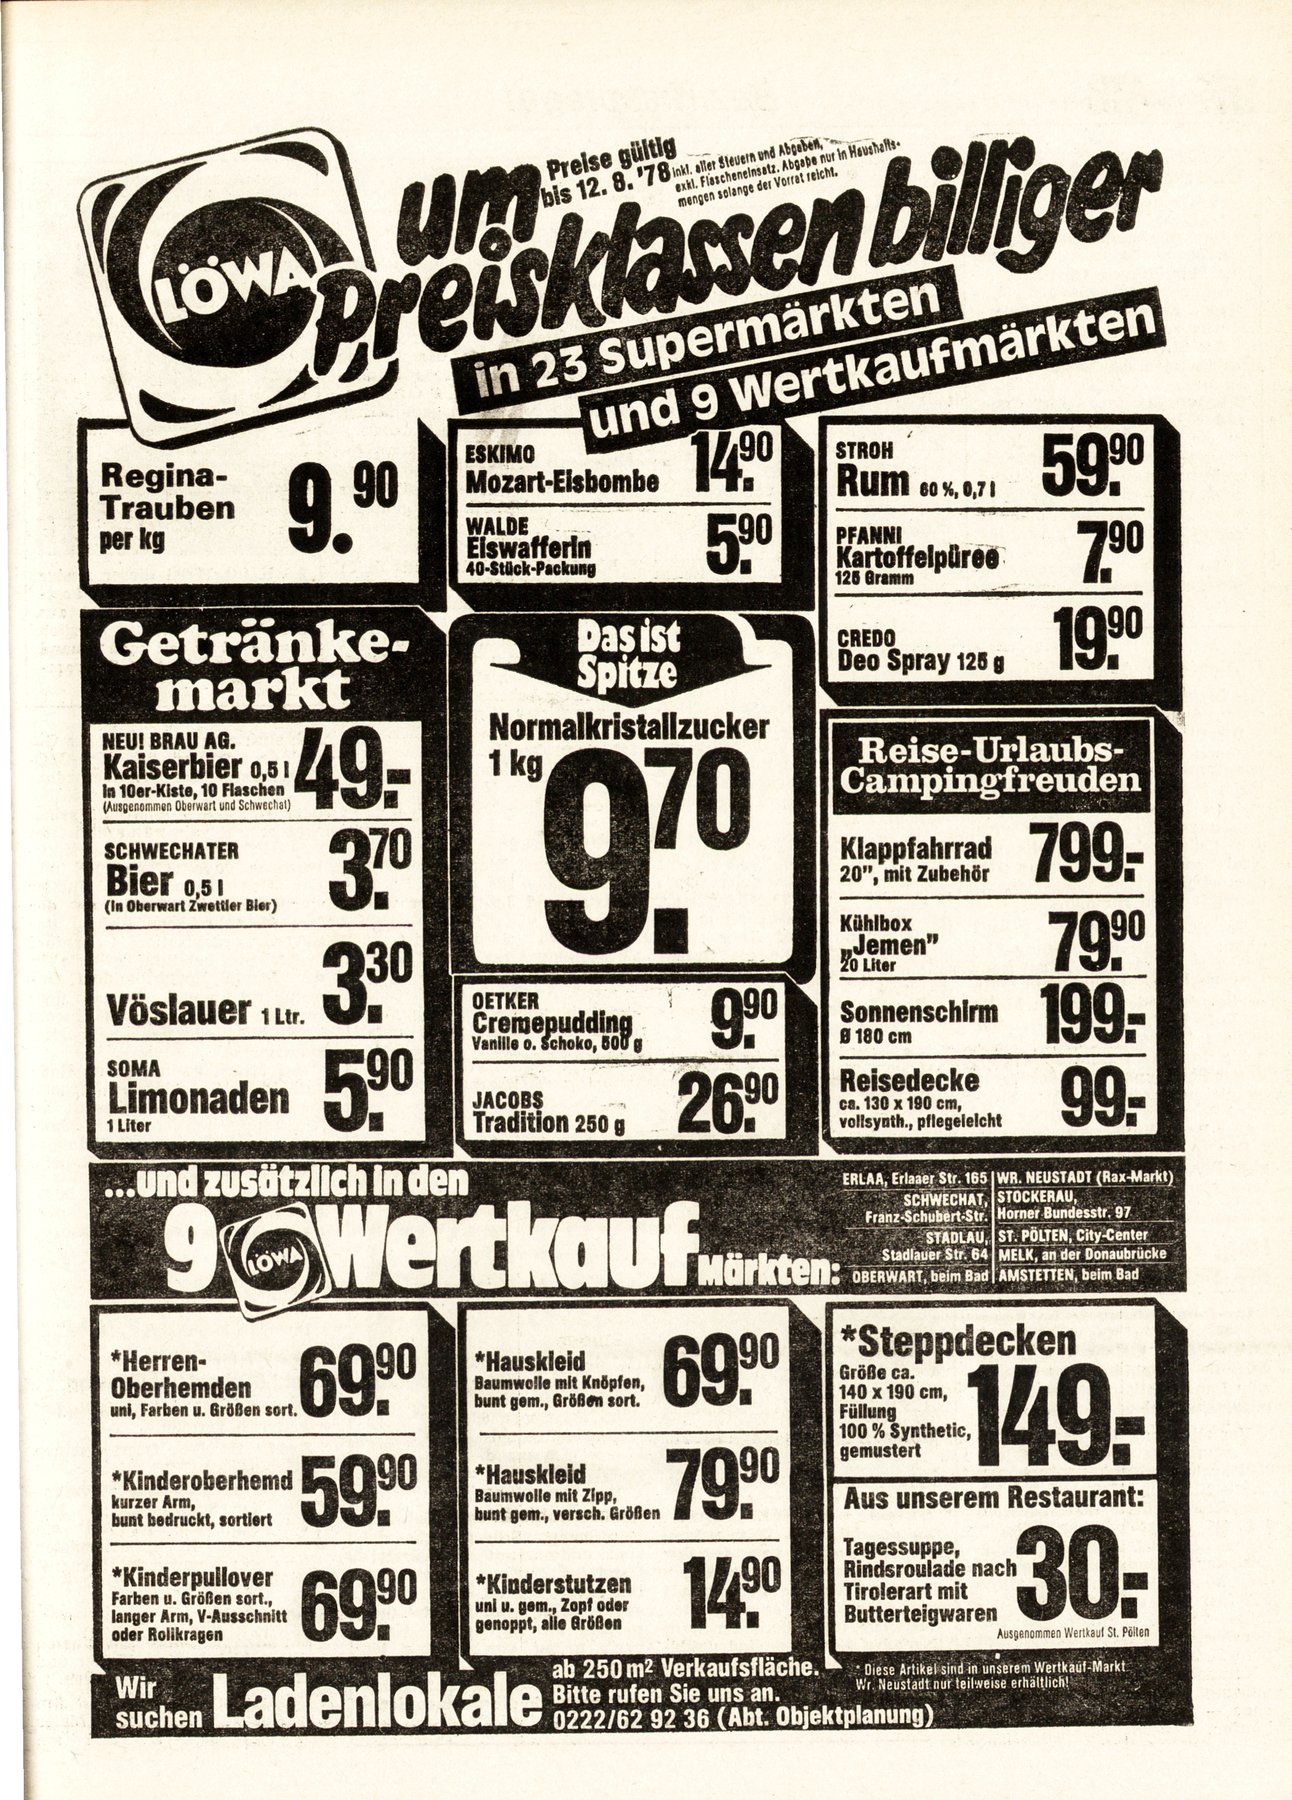 LÖWA
um
Preise gültig
bis 12. 8. '78
inkl. aller Steuern und Abgaben,
exkl. Flascheneinsatz. Abgabe nur in Haushalts-
mengen solange der Vorrat reicht.
preisklassen billiger
in 23 Supermärkten
und 9 Wertkaufmärkten
Regina-
Trauben
per kg
9.90
ESKIMO
Mozart-Eisbombe
14.90
WALDE
Eiswafferln
40-Stück-Packung
5.90
STROH
Rum 60 %, 0,7 l
59.90
PFANNI
Kartoffelpüree
125 Gramm
7.90
CREDO
Deo Spray 125 g
19.90
Getränke-
markt
NEU! BRAU AG.
Kaiserbier 0,5 l
In 10er-Kiste, 10 Flaschen
(Ausgenommen Oberwart und Schwechat)
49.-
SCHWECHATER
Bier 0,5 l
(In Oberwart Zwettler Bier)
3.70
Vöslauer 1 Ltr.
3.30
SOMA
Limonaden
1 Liter
5.90
Das ist
Spitze
Normalkristallzucker
1 kg
9.70
OETKER
Cremepudding
Vanille o. Schoko, 500 g
9.90
JACOBS
Tradition 250 g
26.90
Reise-Urlaubs-
Campingfreuden
Klappfahrrad
20”, mit Zubehör
799.-
Kühlbox
„Jemen”
20 Liter
79.90
Sonnenschirm
Ø 180 cm
199.-
Reisedecke
ca. 130 x 190 cm,
vollsynth., pflegeleicht
99.-
...und zusätzlich in den
9 LÖWA Wertkauf Märkten:
ERLAA, Erlaaer Str. 165
SCHWECHAT,
Franz-Schubert-Str.
STADLAU,
Stadlauer Str. 64
OBERWART, beim Bad
WR. NEUSTADT (Rax-Markt)
STOCKERAU,
Horner Bundesstr. 97
ST. PÖLTEN, City-Center
MELK, an der Donaubrücke
AMSTETTEN, beim Bad
*Herren-
Oberhemden
uni, Farben u. Größen sort.
69.90
*Kinderoberhemd
kurzer Arm,
bunt bedruckt, sortiert
59.90
*Kinderpullover
Farben u. Größen sort.,
langer Arm, V-Ausschnitt
oder Rollkragen
69.90
*Hauskleid
Baumwolle mit Knöpfen,
bunt gem., Größen sort.
69.90
*Hauskleid
Baumwolle mit Zipp,
bunt gem., versch. Größen
79.90
*Kinderstutzen
uni u. gem., Zopf oder
genoppt, alle Größen
14.90
*Steppdecken
Größe ca.
140 x 190 cm,
Füllung
100 % Synthetic,
gemustert
149.-
Aus unserem Restaurant:
Tagessuppe,
Rindsroulade nach
Tirolerart mit
Butterteigwaren
30.-
Ausgenommen Wertkauf St. Pölten
Wir
suchen
Ladenlokale
ab 250 m² Verkaufsfläche.
Bitte rufen Sie uns an.
0222/62 92 36 (Abt. Objektplanung)
* Diese Artikel sind in unserem Wertkauf-Markt
Wr. Neustadt nur teilweise erhältlich!